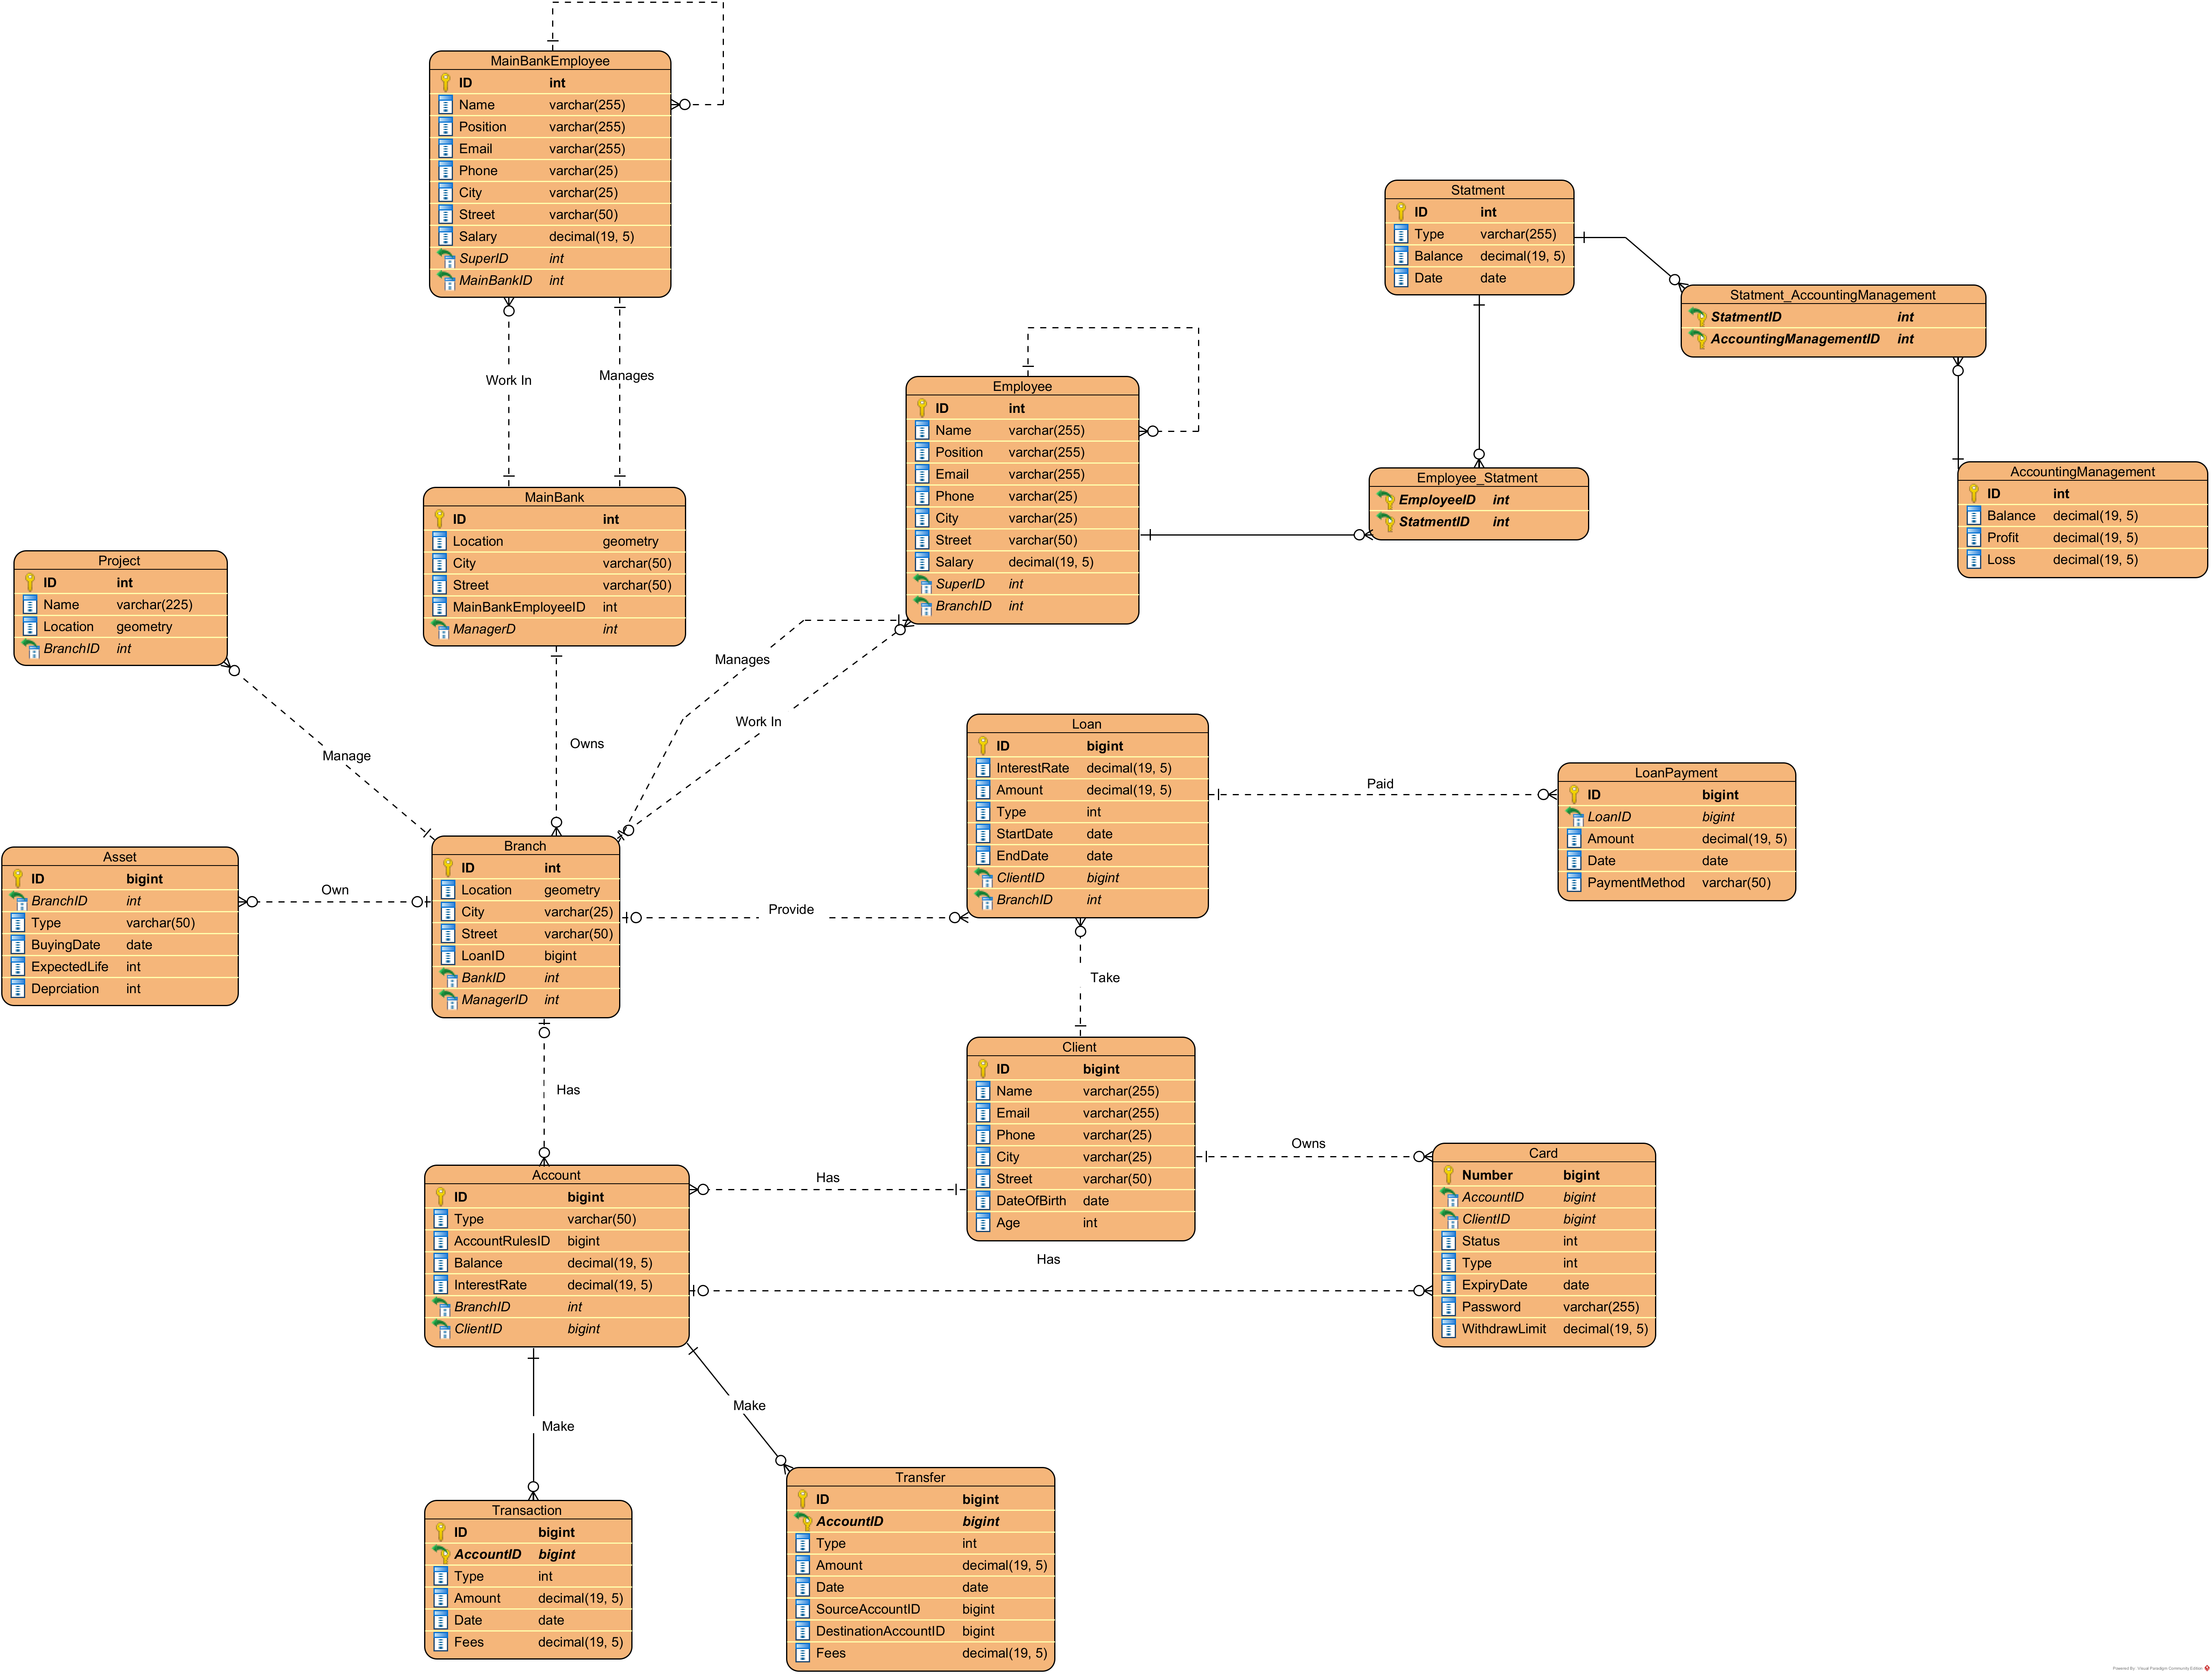 MainBankEmployee
ID int
Name varchar(255)
Position varchar(255)
Email varchar(255)
Phone varchar(25)
City varchar(25)
Street varchar(50)
Salary decimal(19, 5)
SuperID int
MainBankID int
Work In
Manages
MainBank
ID int
Location geometry
City varchar(50)
Street varchar(50)
MainBankEmployeeID int
ManagerD int
Statment
ID int
Type varchar(255)
Balance decimal(19, 5)
Date date
Statment_AccountingManagement
StatmentID int
AccountingManagementID int
Employee
ID int
Name varchar(255)
Position varchar(255)
Email varchar(255)
Phone varchar(25)
City varchar(25)
Street varchar(50)
Salary decimal(19, 5)
SuperID int
BranchID int
Employee_Statment
EmployeeID int
StatmentID int
AccountingManagement
ID int
Balance decimal(19, 5)
Profit decimal(19, 5)
Loss decimal(19, 5)
Project
ID int
Name varchar(225)
Location geometry
BranchID int
Manage
Owns
Manages
Work In
Asset
ID bigint
BranchID int
Type varchar(50)
BuyingDate date
ExpectedLife int
Deprciation int
Own
Branch
ID int
Location geometry
City varchar(25)
Street varchar(50)
LoanID bigint
BankID int
ManagerID int
Provide
Loan
ID bigint
InterestRate decimal(19, 5)
Amount decimal(19, 5)
Type int
StartDate date
EndDate date
ClientID bigint
BranchID int
Paid
LoanPayment
ID bigint
LoanID bigint
Amount decimal(19, 5)
Date date
PaymentMethod varchar(50)
Take
Has
Client
ID bigint
Name varchar(255)
Email varchar(255)
Phone varchar(25)
City varchar(25)
Street varchar(50)
DateOfBirth date
Age int
Owns
Card
Number bigint
AccountID bigint
ClientID bigint
Status int
Type int
ExpiryDate date
Password varchar(255)
WithdrawLimit decimal(19, 5)
Has
Has
Account
ID bigint
Type varchar(50)
AccountRulesID bigint
Balance decimal(19, 5)
InterestRate decimal(19, 5)
BranchID int
ClientID bigint
Make
Make
Transaction
ID bigint
AccountID bigint
Type int
Amount decimal(19, 5)
Date date
Fees decimal(19, 5)
Transfer
ID bigint
AccountID bigint
Type int
Amount decimal(19, 5)
Date date
SourceAccountID bigint
DestinationAccountID bigint
Fees decimal(19, 5)
Powered By: Visual Paradigm Community Edition